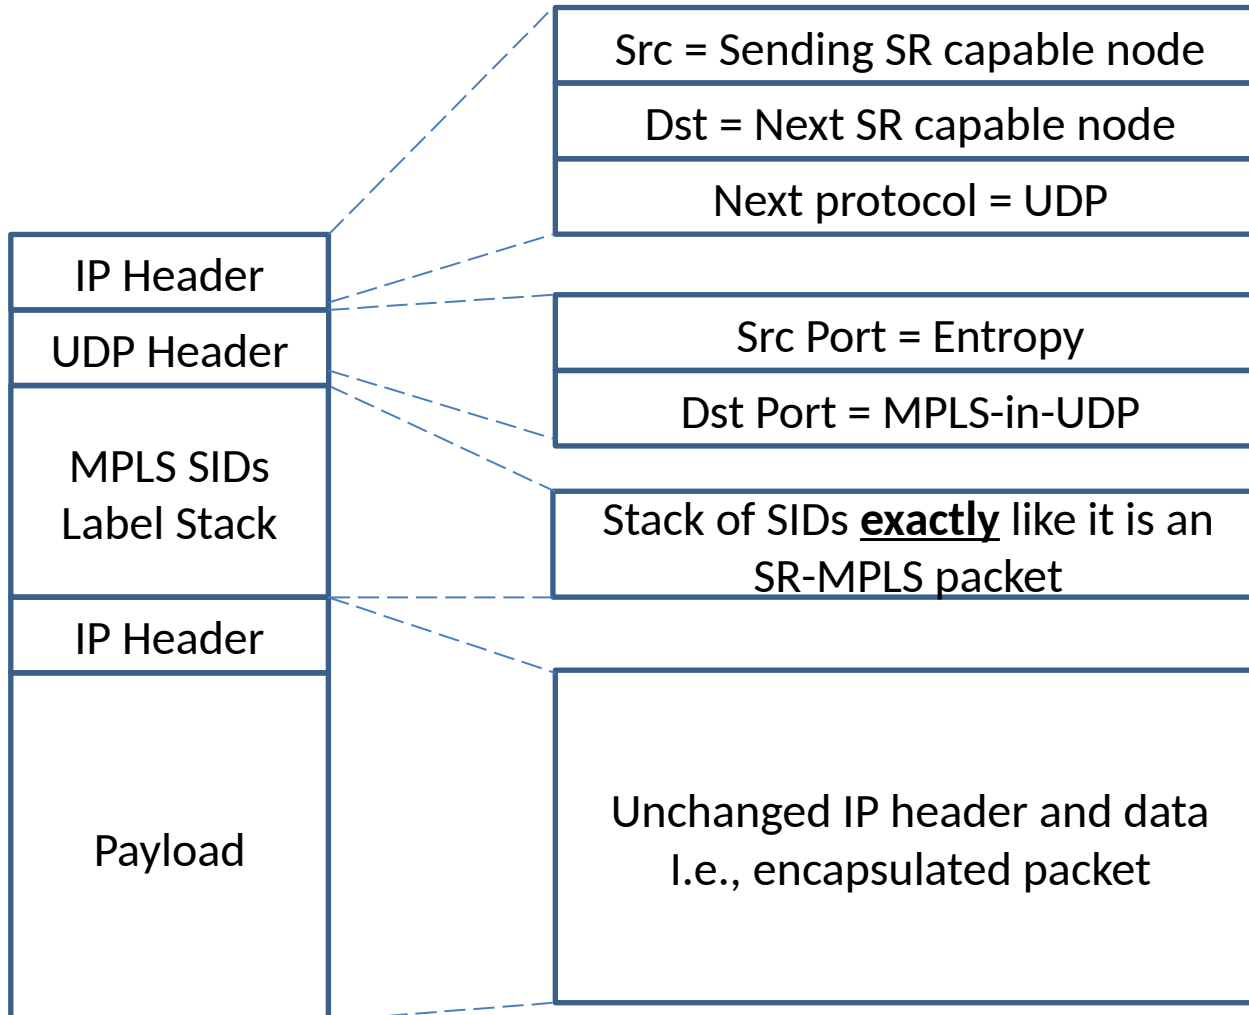 Src = Sending SR capable node
Dst = Next SR capable node
Next protocol = UDP
IP Header
UDP Header
Src Port = Entropy
Dst Port = MPLS-in-UDP
MPLS SIDs
Label Stack
Stack of SIDs exactly like it is an
SR-MPLS packet
IP Header
Payload
Unchanged IP header and data
I.e., encapsulated packet